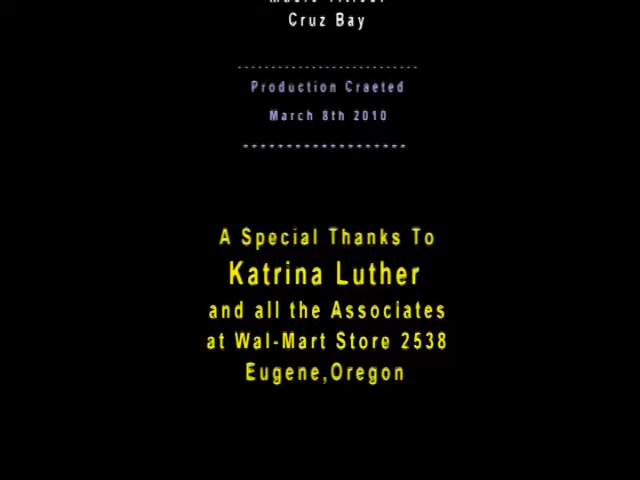 Cruz Bay
---------------------------
Production Craeted
March 8th 2010
-------------------
A Special Thanks To
Katrina Luther
and all the Associates
at Wal-Mart Store 2538
Eugene,Oregon